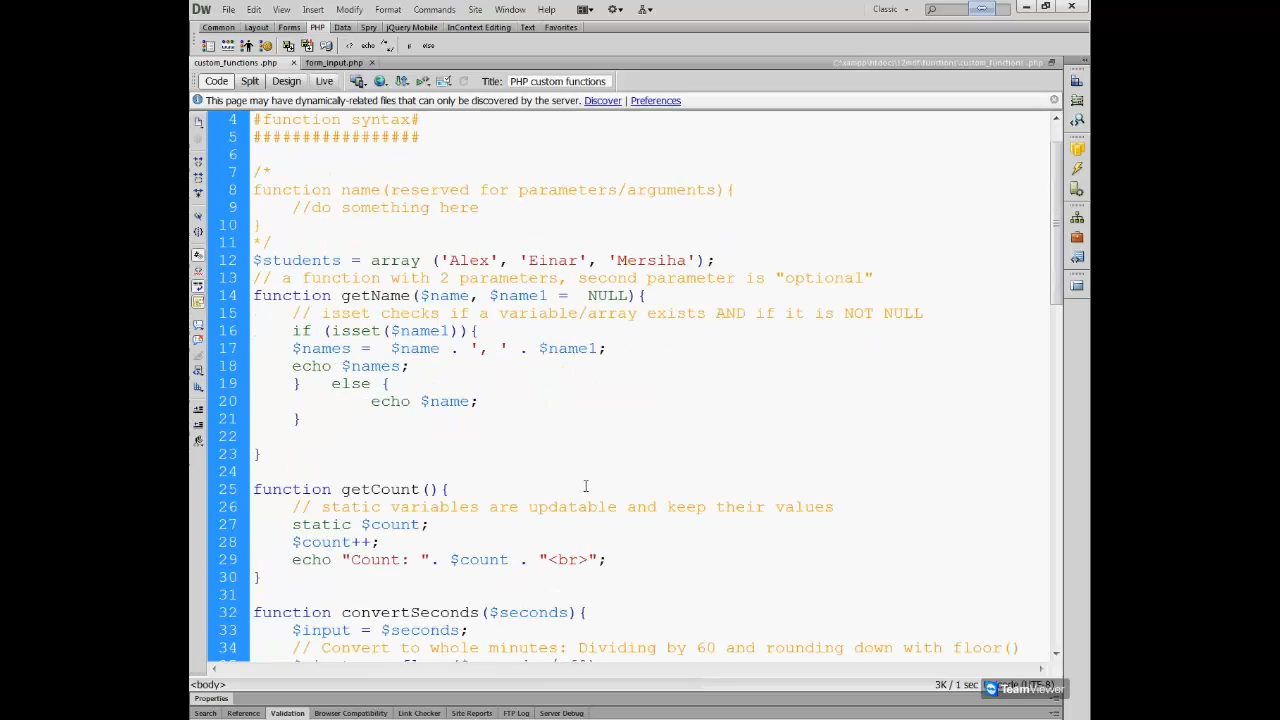 Dw File Edit View Insert Modify Format Commands Site Window Help Classic
Common Layout Forms PHP Data Spry jQuery Mobile InContext Editing Text Favorites
<? echo /* */ if else
custom_functions .php × form_input.php ×
Code Split Design Live Title: PHP custom functions
This page may have dynamically-related files that can only be discovered by the server. Discover | Preferences
4 #function syntax#
5 #################
6
7 /*
8 function name(reserved for parameters/arguments){
9 //do something here
10 }
11 */
12 $students = array ('Alex', 'Einar', 'Mersiha');
13 // a function with 2 parameters, second parameter is "optional"
14 function getName($name, $name1 =  NULL){
15 // isset checks if a variable/array exists AND if it is NOT NULL
16 if (isset($name1)){
17 $names =  $name . ', ' . $name1;
18 echo $names;
19 }   else {
20 echo $name;
21 }
22
23 }
24
25 function getCount(){
26 // static variables are updatable and keep their values
27 static $count;
28 $count++;
29 echo "Count: ". $count . "<br>";
30 }
31
32 function convertSeconds($seconds){
33 $input = $seconds;
34 // Convert to whole minutes: Dividing by 60 and rounding down with floor()
<body> 3K / 1 sec (UTF-8)
TeamViewer
Properties
Search Reference Validation Browser Compatibility Link Checker Site Reports FTP Log Server Debug